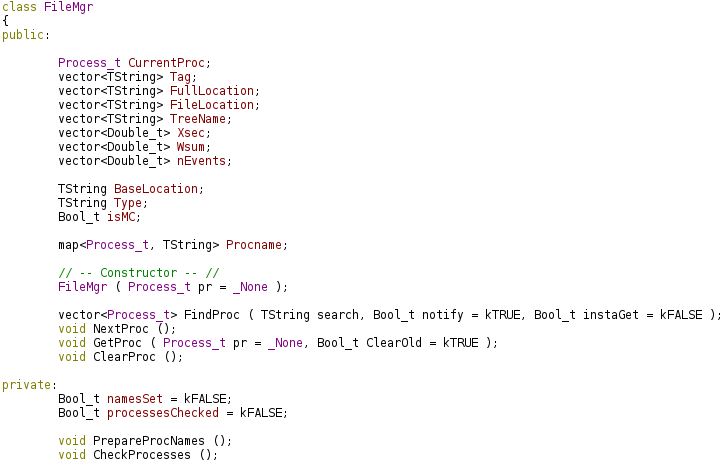 class FileMgr
{
public:
Process_t CurrentProc;
vector<TString> Tag;
vector<TString> FullLocation;
vector<TString> FileLocation;
vector<TString> TreeName;
vector<Double_t> Xsec;
vector<Double_t> Wsum;
vector<Double_t> nEvents;
TString BaseLocation;
TString Type;
Bool_t isMC;
map<Process_t, TString> Procname;
// -- Constructor -- //
FileMgr ( Process_t pr = _None );
vector<Process_t> FindProc ( TString search, Bool_t notify = kTRUE, Bool_t instaGet = kFALSE );
void NextProc ();
void GetProc ( Process_t pr = _None, Bool_t ClearOld = kTRUE );
void ClearProc ();
private:
Bool_t namesSet = kFALSE;
Bool_t processesChecked = kFALSE;
void PrepareProcNames ();
void CheckProcesses ();